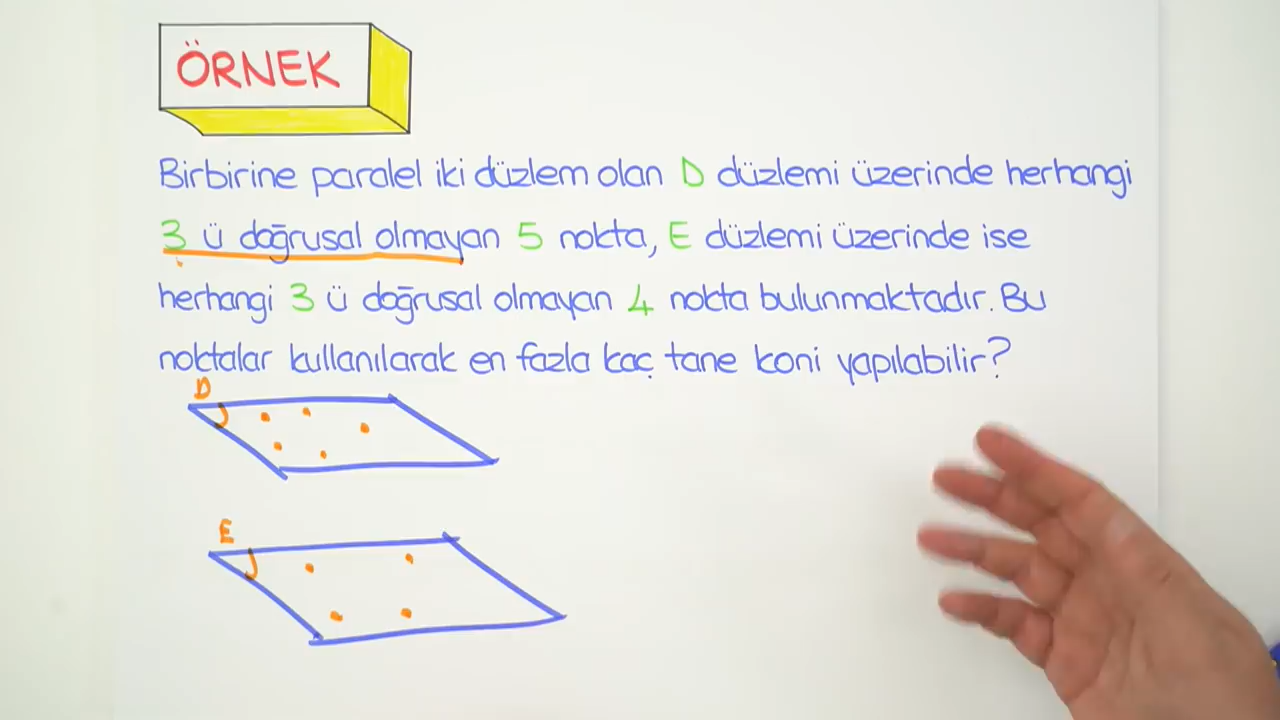 ÖRNEK
Birbirine paralel iki düzlem olan D düzlemi üzerinde herhangi
3 ü doğrusal olmayan 5 nokta, E düzlemi üzerinde ise
herhangi 3 ü doğrusal olmayan 4 nokta bulunmaktadır. Bu
noktalar kullanılarak en fazla kaç tane koni yapılabilir?
D
E